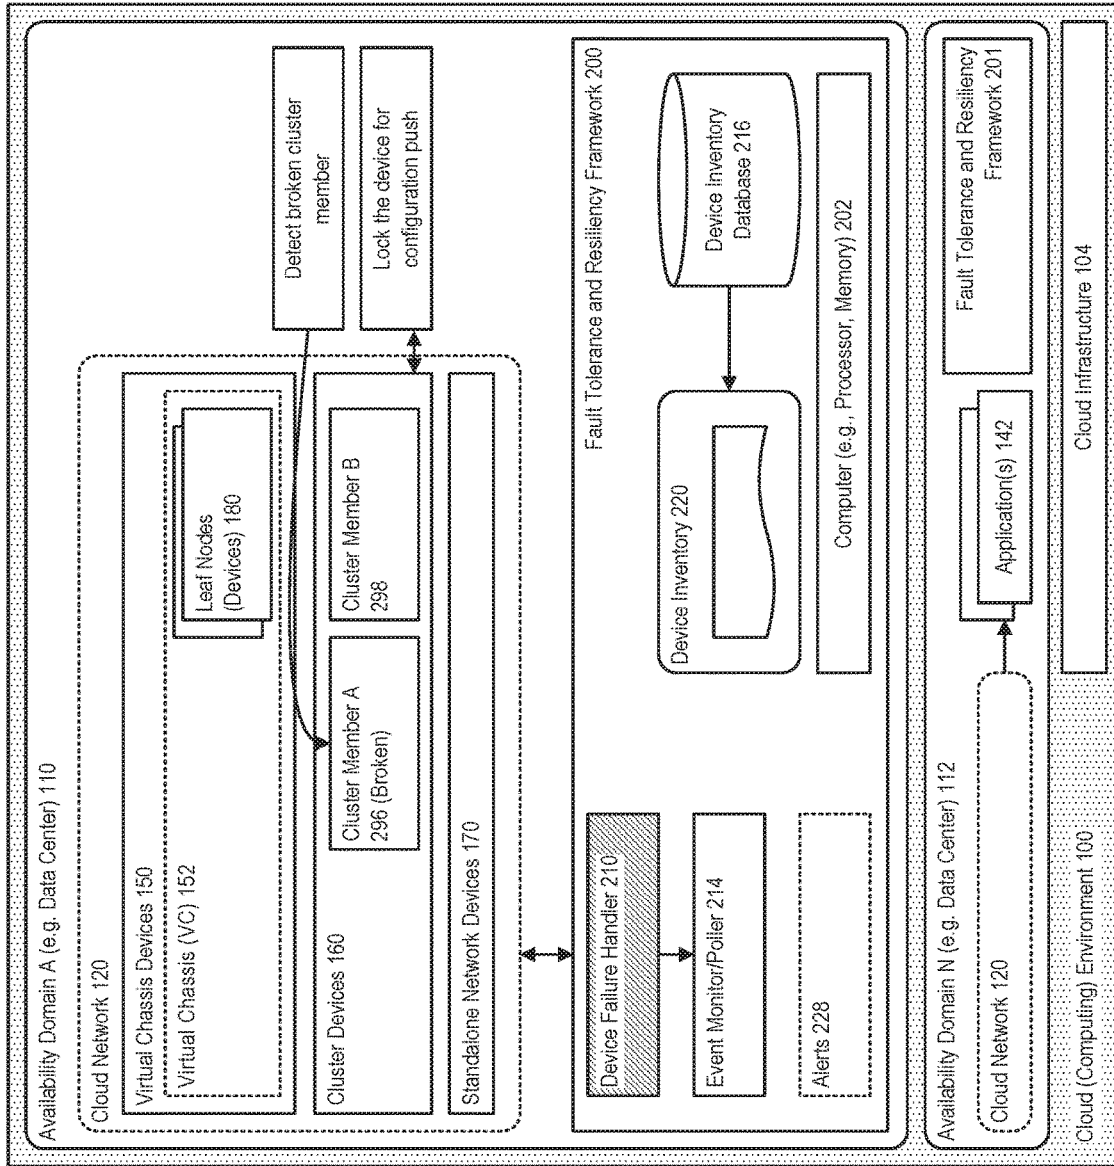 Availability Domain A (e.g. Data Center) 110
Cloud Network 120
Virtual Chassis Devices 150
Virtual Chassis (VC) 152
Leaf Nodes
(Devices) 180
Cluster Devices 160
Cluster Member A
296 (Broken)
Cluster Member B
298
Standalone Network Devices 170
Detect broken cluster
member
Lock the device for
configuration push
Fault Tolerance and Resiliency Framework 200
Device Failure Handler 210
Event Monitor/Poller 214
Alerts 228
Device Inventory 220
Device Inventory
Database 216
Computer (e.g., Processor, Memory) 202
Availability Domain N (e.g. Data Center) 112
Cloud Network 120
Application(s) 142
Fault Tolerance and Resiliency
Framework 201
Cloud (Computing) Environment 100
Cloud Infrastructure 104